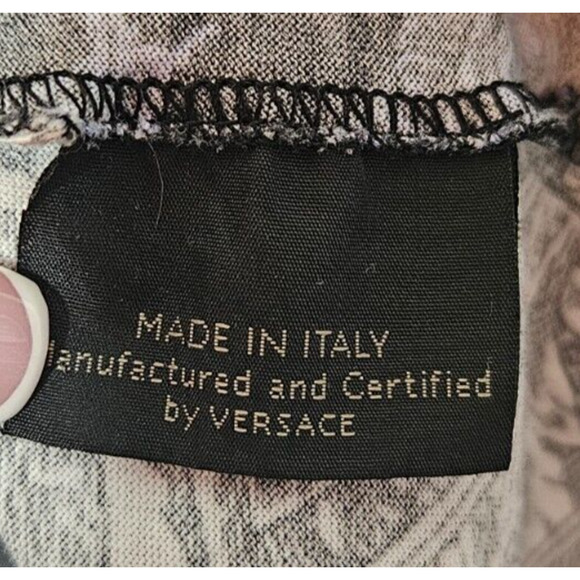 MADE IN ITALY
Manufactured and Certified
by VERSACE